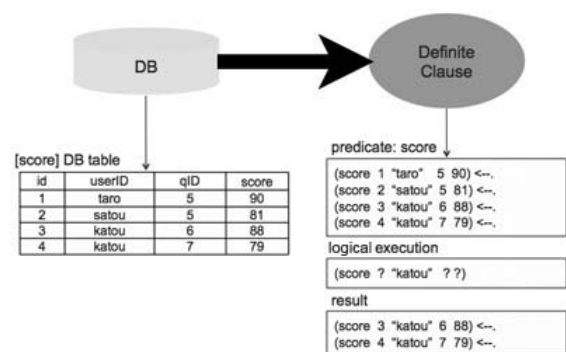 DB
Definite
Clause
[score] DB table
id userID qID score
1 taro 5 90
2 satou 5 81
3 katou 6 88
4 katou 7 79
predicate: score
(score 1 "taro" 5 90) <--.
(score 2 "satou" 5 81) <--.
(score 3 "katou" 6 88) <--.
(score 4 "katou" 7 79) <--.
logical execution
(score ? "katou" ? ?)
result
(score 3 "katou" 6 88) <--.
(score 4 "katou" 7 79) <--.